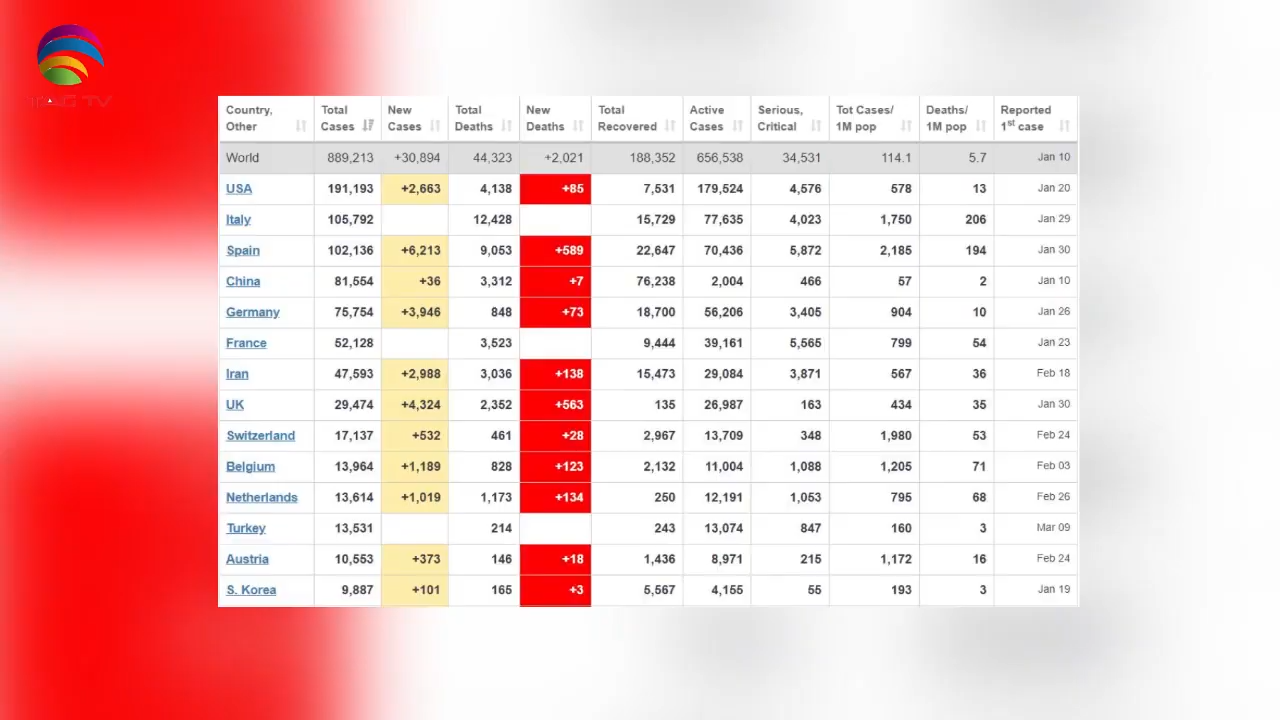 TAG TV
Country, Other Total Cases New Cases Total Deaths New Deaths Total Recovered Active Cases Serious, Critical Tot Cases/ 1M pop Deaths/ 1M pop Reported 1st case
World 889,213 +30,894 44,323 +2,021 188,352 656,538 34,531 114.1 5.7 Jan 10
USA 191,193 +2,663 4,138 +85 7,531 179,524 4,576 578 13 Jan 20
Italy 105,792 12,428 15,729 77,635 4,023 1,750 206 Jan 29
Spain 102,136 +6,213 9,053 +589 22,647 70,436 5,872 2,185 194 Jan 30
China 81,554 +36 3,312 +7 76,238 2,004 466 57 2 Jan 10
Germany 75,754 +3,946 848 +73 18,700 56,206 3,405 904 10 Jan 26
France 52,128 3,523 9,444 39,161 5,565 799 54 Jan 23
Iran 47,593 +2,988 3,036 +138 15,473 29,084 3,871 567 36 Feb 18
UK 29,474 +4,324 2,352 +563 135 26,987 163 434 35 Jan 30
Switzerland 17,137 +532 461 +28 2,967 13,709 348 1,980 53 Feb 24
Belgium 13,964 +1,189 828 +123 2,132 11,004 1,088 1,205 71 Feb 03
Netherlands 13,614 +1,019 1,173 +134 250 12,191 1,053 795 68 Feb 26
Turkey 13,531 214 243 13,074 847 160 3 Mar 09
Austria 10,553 +373 146 +18 1,436 8,971 215 1,172 16 Feb 24
S. Korea 9,887 +101 165 +3 5,567 4,155 55 193 3 Jan 19